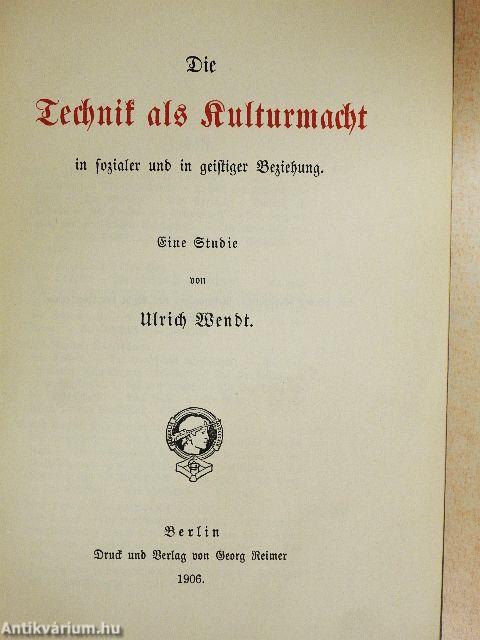 Die
Technik als Kulturmacht
in sozialer und in geistiger Beziehung.
Eine Studie
von
Ulrich Wendt.
Berlin
Druck und Verlag von Georg Reimer
1906.
Antikvárium.hu